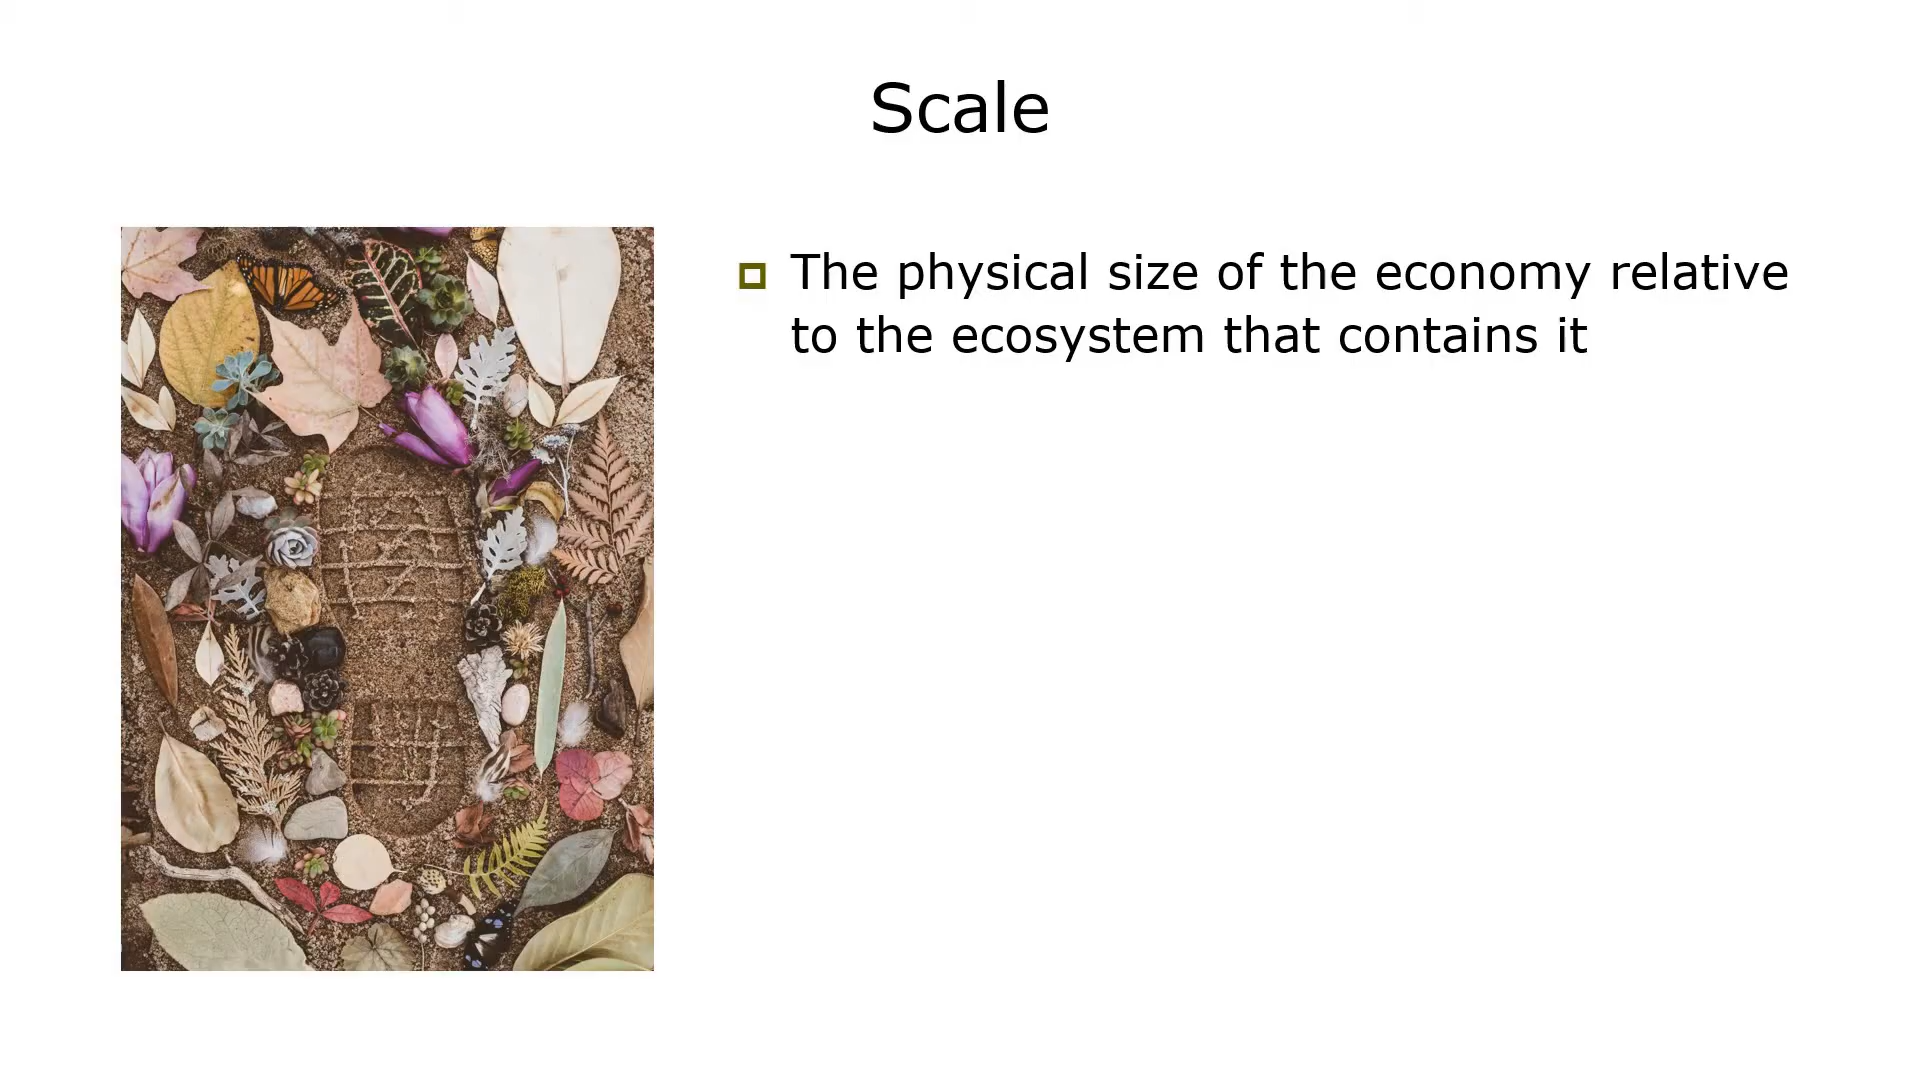 Scale
The physical size of the economy relative
to the ecosystem that contains it